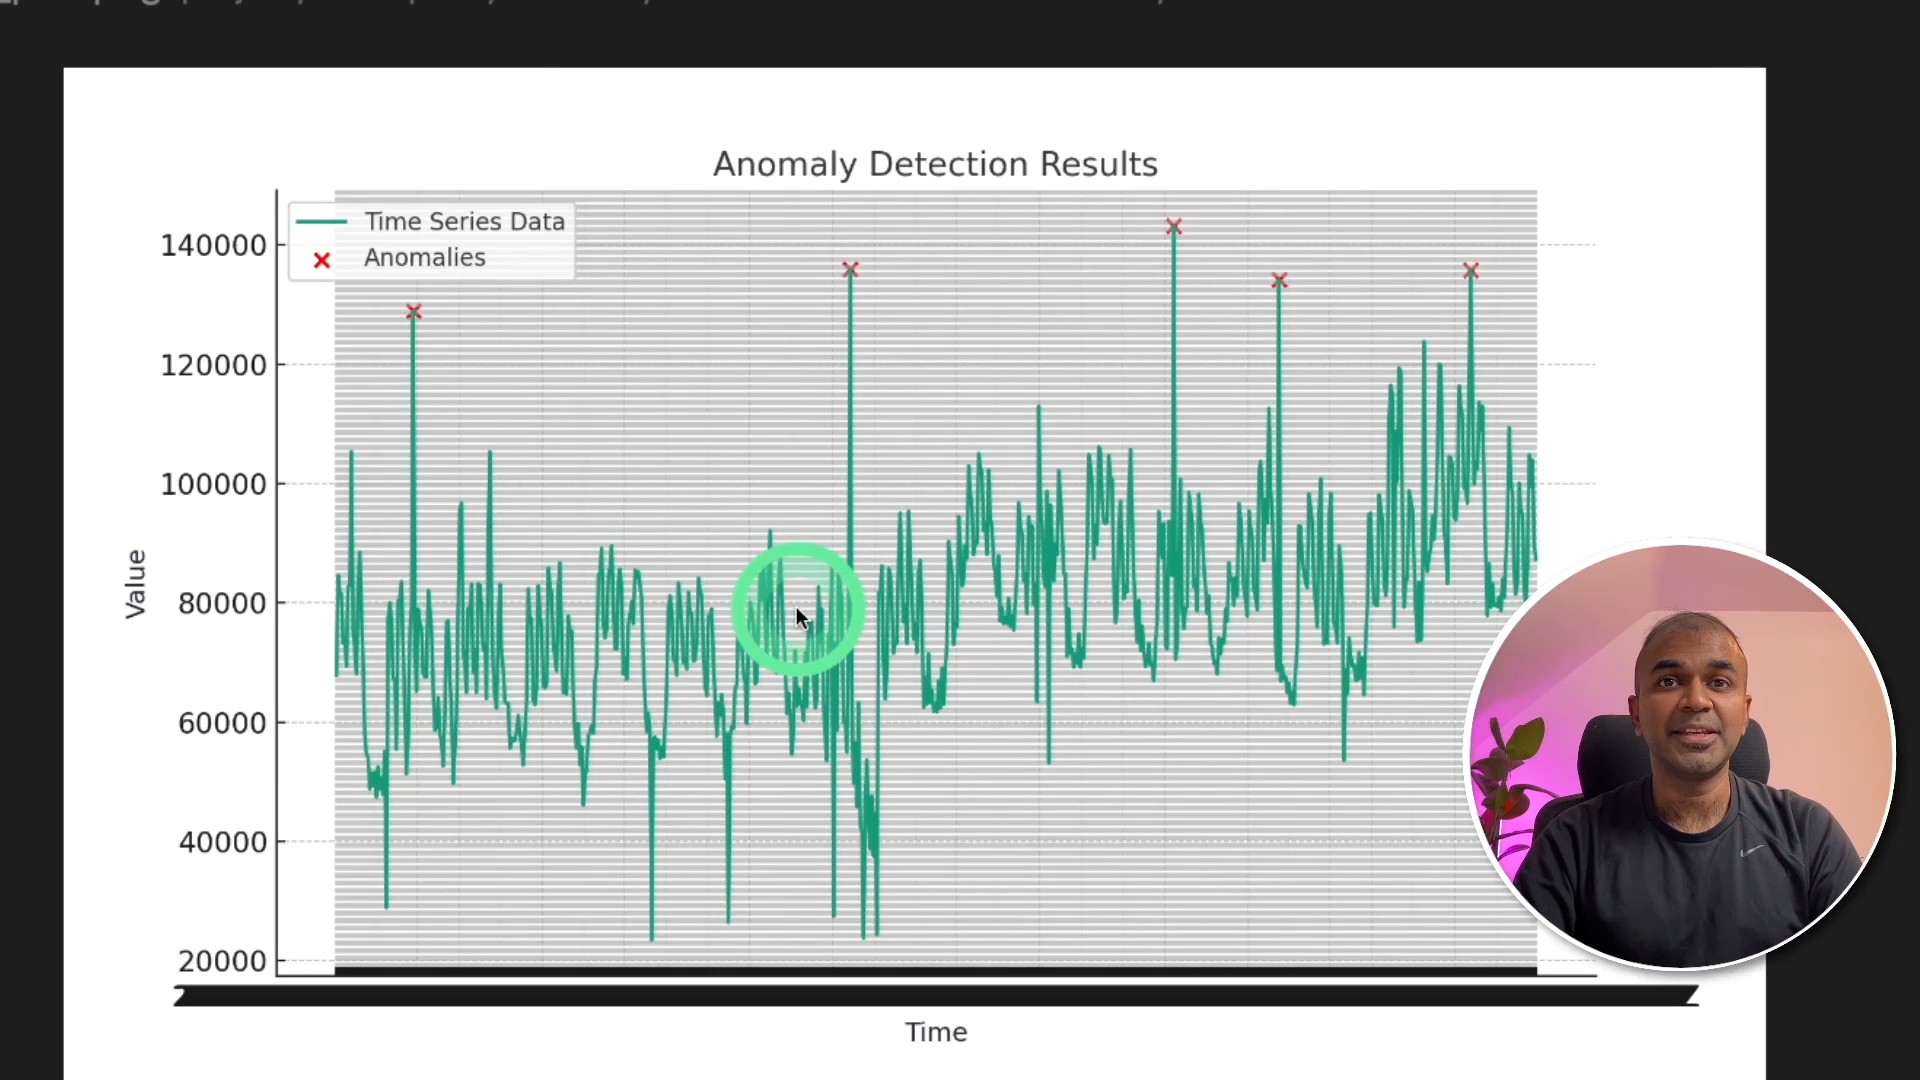 Anomaly Detection Results
Time Series Data
Anomalies
140000
120000
100000
80000
60000
40000
20000
Value
Time